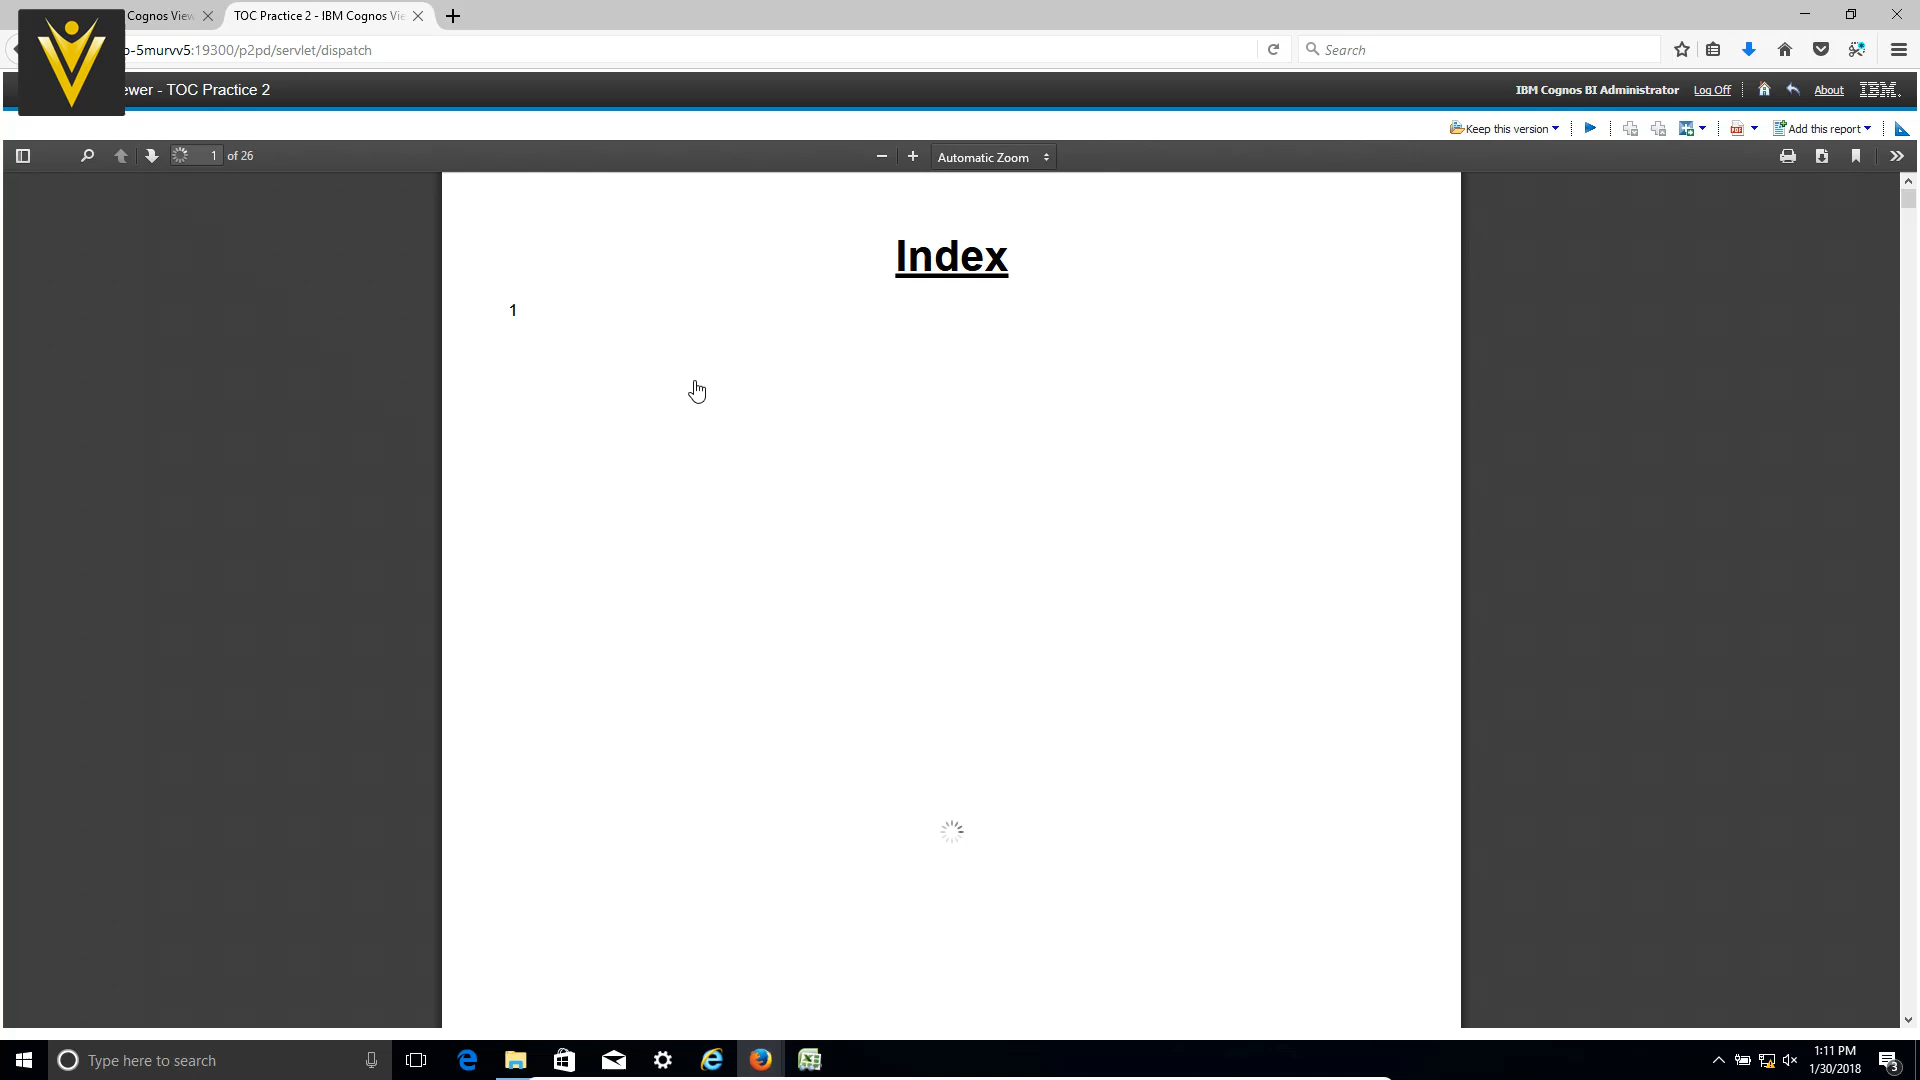 Cognos View
TOC Practice 2 - IBM Cognos Vie
-5murvv5:19300/p2pd/servlet/dispatch
Search
ewer - TOC Practice 2
IBM Cognos BI Administrator
Log Off
About
IBM.
Keep this version
Add this report
1 of 26
Automatic Zoom
Index
1
Type here to search
1:11 PM
1/30/2018
3